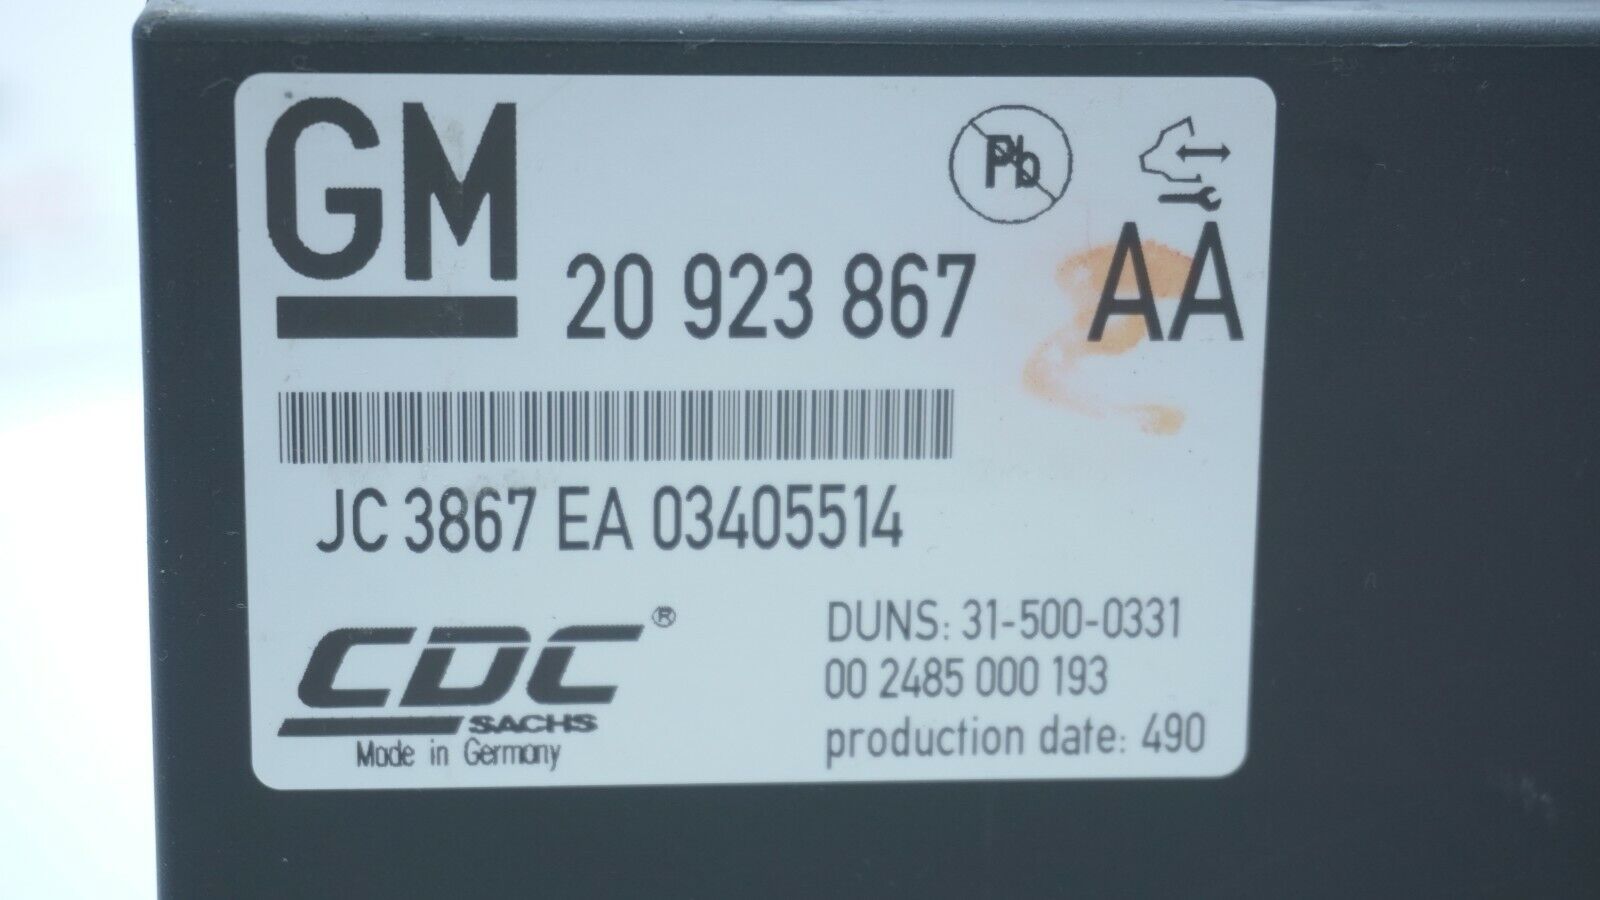 GM
Pb
20 923 867 AA
JC 3867 EA 03405514
CDC®
SACHS
Made in Germany
DUNS: 31-500-0331
00 2485 000 193
production date: 490